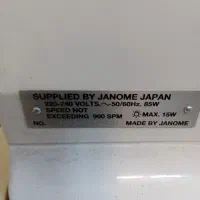 SUPPLIED BY JANOME JAPAN
220-240 VOLTS.~50/60Hz, 85W
SPEED NOT
EXCEEDING 900 SPM MAX. 15W
NO. MADE BY JANOME